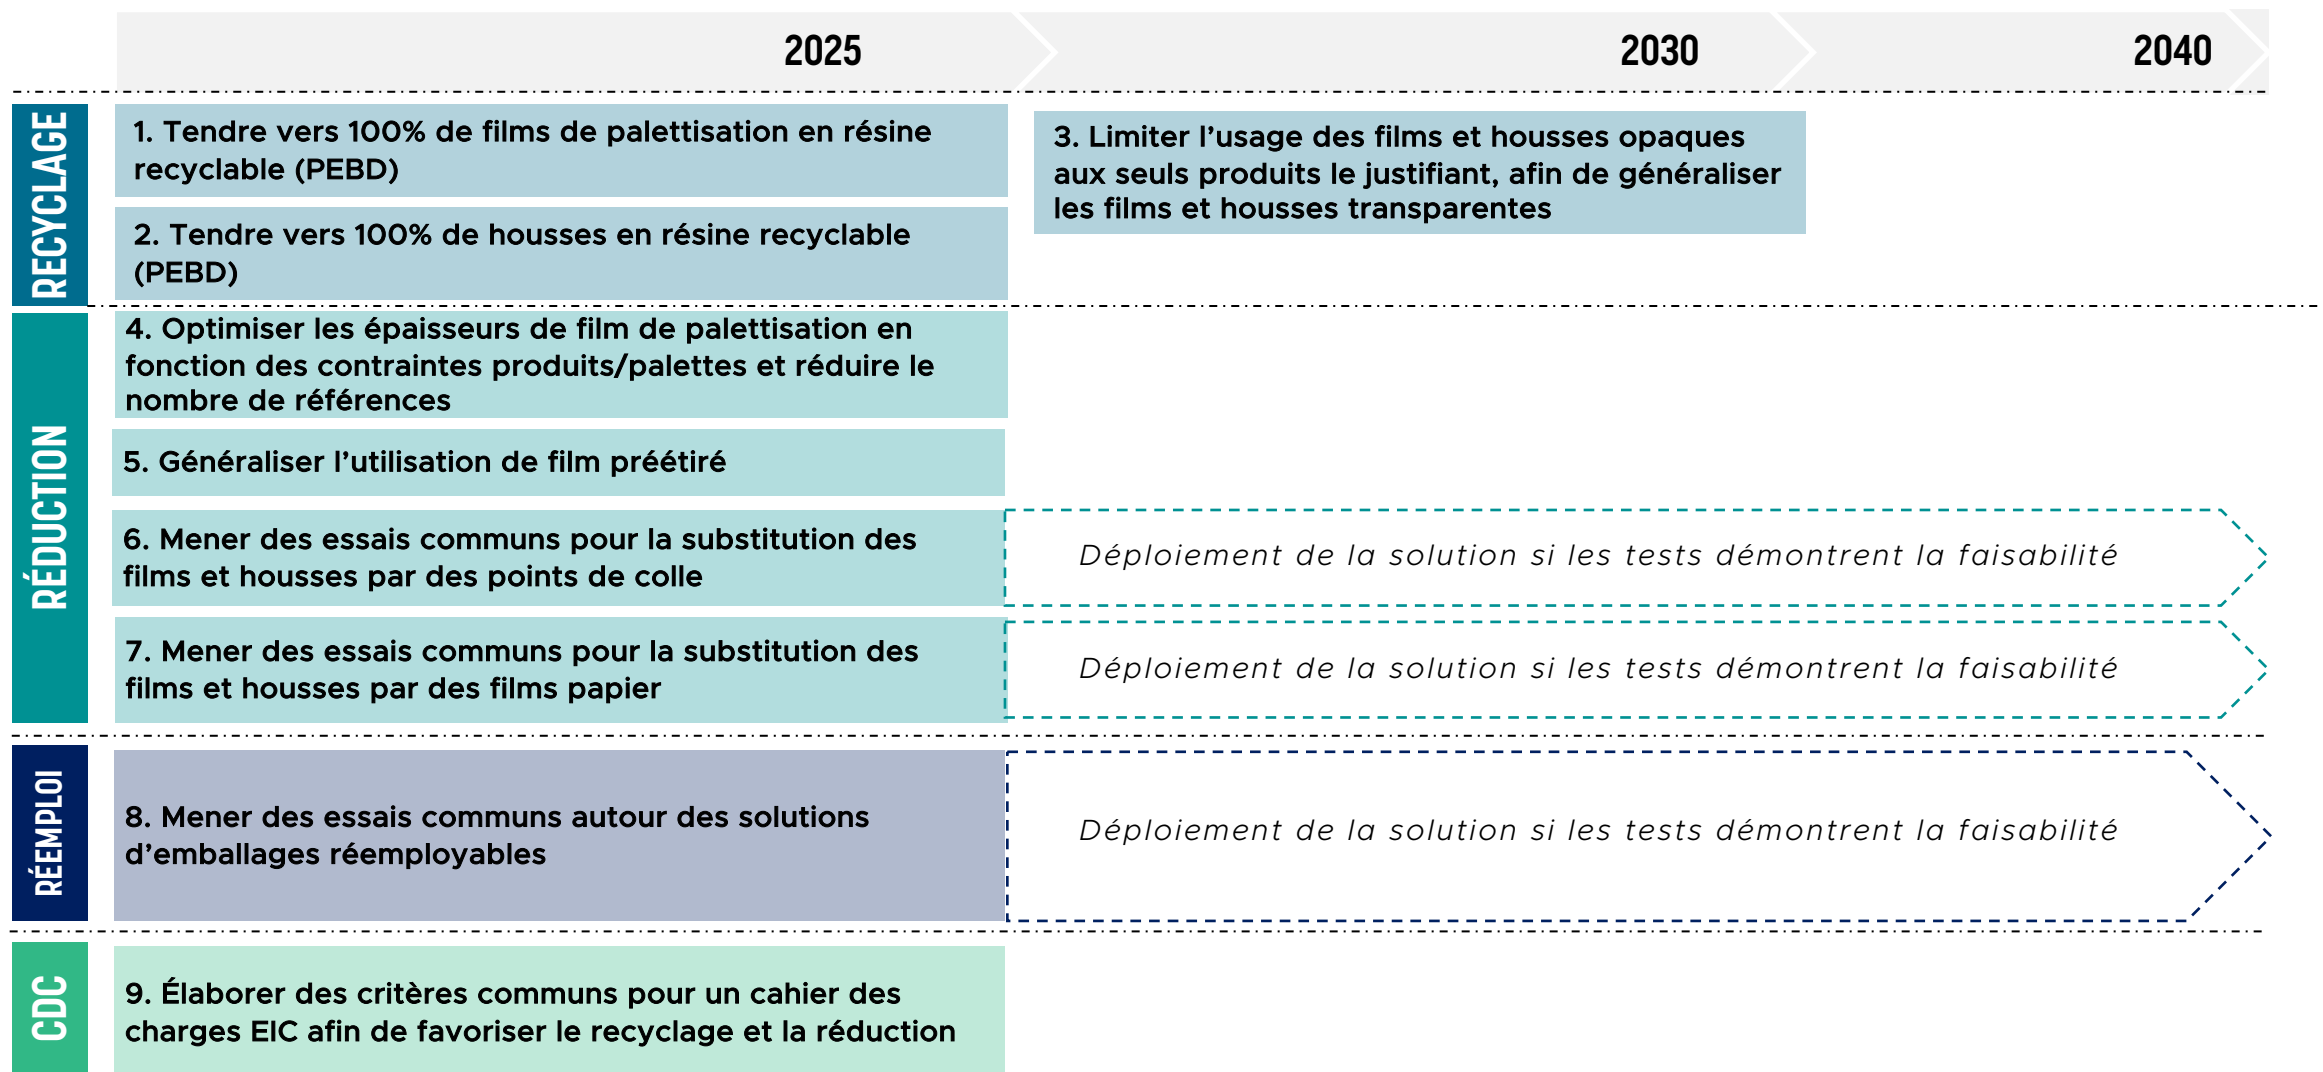 2025
2030
2040
RECYCLAGE
1. Tendre vers 100% de films de palettisation en résine
recyclable (PEBD)
2. Tendre vers 100% de housses en résine recyclable
(PEBD)
3. Limiter l’usage des films et housses opaques
aux seuls produits le justifiant, afin de généraliser
les films et housses transparentes
RÉDUCTION
4. Optimiser les épaisseurs de film de palettisation en
fonction des contraintes produits/palettes et réduire le
nombre de références
5. Généraliser l’utilisation de film préétiré
6. Mener des essais communs pour la substitution des
films et housses par des points de colle
Déploiement de la solution si les tests démontrent la faisabilité
7. Mener des essais communs pour la substitution des
films et housses par des films papier
Déploiement de la solution si les tests démontrent la faisabilité
RÉEMPLOI
8. Mener des essais communs autour des solutions
d’emballages réemployables
Déploiement de la solution si les tests démontrent la faisabilité
CDC
9. Élaborer des critères communs pour un cahier des
charges EIC afin de favoriser le recyclage et la réduction